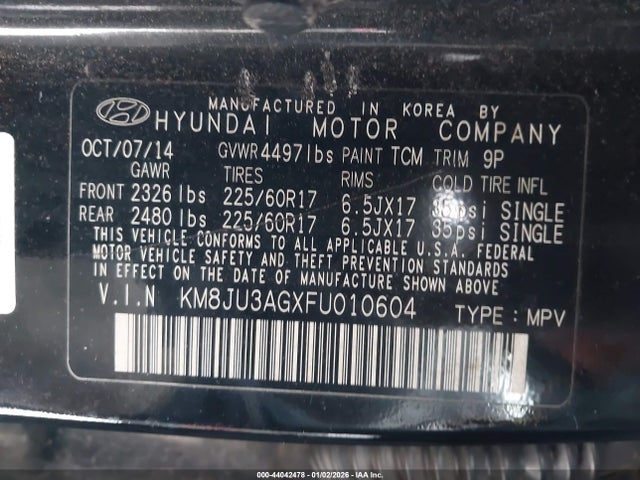 MANUFACTURED IN KOREA BY
HYUNDAI MOTOR COMPANY
OCT/07/14 GVWR 4497lbs PAINT TCM TRIM 9P
GAWR TIRES RIMS COLD TIRE INFL
FRONT 2326 lbs 225/60R17 6.5JX17 35psi SINGLE
REAR 2480 lbs 225/60R17 6.5JX17 35psi SINGLE
THIS VEHICLE CONFORMS TO ALL APPLICABLE U.S.A. FEDERAL
MOTOR VEHICLE SAFETY AND THEFT PREVENTION STANDARDS
IN EFFECT ON THE DATE OF MANUFACTURE SHOWN ABOVE.
V.I.N KM8JU3AGXFU010604 TYPE : MPV
000-44042478 - 01/02/2026 - IAA Inc.